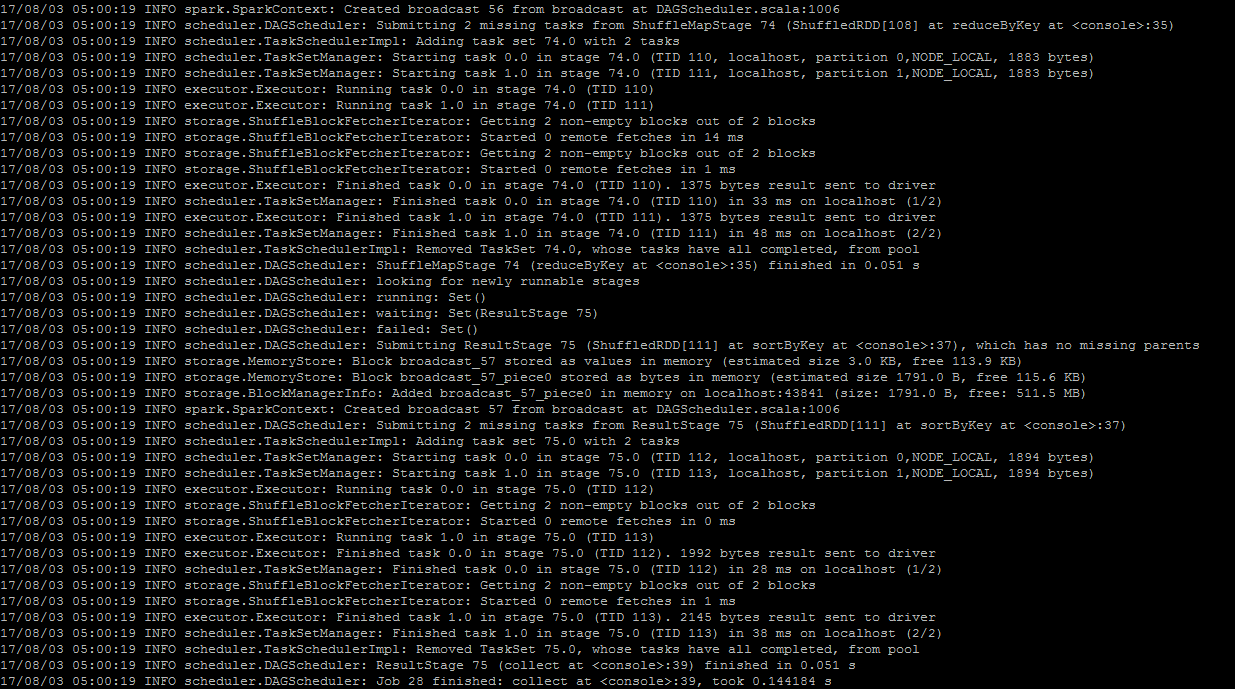 17/08/03 05:00:19 INFO spark.SparkContext: Created broadcast 56 from broadcast at DAGScheduler.scala:1006
17/08/03 05:00:19 INFO scheduler.DAGScheduler: Submitting 2 missing tasks from ShuffleMapStage 74 (ShuffledRDD[108] at reduceByKey at <console>:35)
17/08/03 05:00:19 INFO scheduler.TaskSchedulerImpl: Adding task set 74.0 with 2 tasks
17/08/03 05:00:19 INFO scheduler.TaskSetManager: Starting task 0.0 in stage 74.0 (TID 110, localhost, partition 0,NODE_LOCAL, 1883 bytes)
17/08/03 05:00:19 INFO scheduler.TaskSetManager: Starting task 1.0 in stage 74.0 (TID 111, localhost, partition 1,NODE_LOCAL, 1883 bytes)
17/08/03 05:00:19 INFO executor.Executor: Running task 0.0 in stage 74.0 (TID 110)
17/08/03 05:00:19 INFO executor.Executor: Running task 1.0 in stage 74.0 (TID 111)
17/08/03 05:00:19 INFO storage.ShuffleBlockFetcherIterator: Getting 2 non-empty blocks out of 2 blocks
17/08/03 05:00:19 INFO storage.ShuffleBlockFetcherIterator: Started 0 remote fetches in 14 ms
17/08/03 05:00:19 INFO storage.ShuffleBlockFetcherIterator: Getting 2 non-empty blocks out of 2 blocks
17/08/03 05:00:19 INFO storage.ShuffleBlockFetcherIterator: Started 0 remote fetches in 1 ms
17/08/03 05:00:19 INFO executor.Executor: Finished task 0.0 in stage 74.0 (TID 110). 1375 bytes result sent to driver
17/08/03 05:00:19 INFO scheduler.TaskSetManager: Finished task 0.0 in stage 74.0 (TID 110) in 33 ms on localhost (1/2)
17/08/03 05:00:19 INFO executor.Executor: Finished task 1.0 in stage 74.0 (TID 111). 1375 bytes result sent to driver
17/08/03 05:00:19 INFO scheduler.TaskSetManager: Finished task 1.0 in stage 74.0 (TID 111) in 48 ms on localhost (2/2)
17/08/03 05:00:19 INFO scheduler.TaskSchedulerImpl: Removed TaskSet 74.0, whose tasks have all completed, from pool
17/08/03 05:00:19 INFO scheduler.DAGScheduler: ShuffleMapStage 74 (reduceByKey at <console>:35) finished in 0.051 s
17/08/03 05:00:19 INFO scheduler.DAGScheduler: looking for newly runnable stages
17/08/03 05:00:19 INFO scheduler.DAGScheduler: running: Set()
17/08/03 05:00:19 INFO scheduler.DAGScheduler: waiting: Set(ResultStage 75)
17/08/03 05:00:19 INFO scheduler.DAGScheduler: failed: Set()
17/08/03 05:00:19 INFO scheduler.DAGScheduler: Submitting ResultStage 75 (ShuffledRDD[111] at sortByKey at <console>:37), which has no missing parents
17/08/03 05:00:19 INFO storage.MemoryStore: Block broadcast_57 stored as values in memory (estimated size 3.0 KB, free 113.9 KB)
17/08/03 05:00:19 INFO storage.MemoryStore: Block broadcast_57_piece0 stored as bytes in memory (estimated size 1791.0 B, free 115.6 KB)
17/08/03 05:00:19 INFO storage.BlockManagerInfo: Added broadcast_57_piece0 in memory on localhost:43841 (size: 1791.0 B, free: 511.5 MB)
17/08/03 05:00:19 INFO spark.SparkContext: Created broadcast 57 from broadcast at DAGScheduler.scala:1006
17/08/03 05:00:19 INFO scheduler.DAGScheduler: Submitting 2 missing tasks from ResultStage 75 (ShuffledRDD[111] at sortByKey at <console>:37)
17/08/03 05:00:19 INFO scheduler.TaskSchedulerImpl: Adding task set 75.0 with 2 tasks
17/08/03 05:00:19 INFO scheduler.TaskSetManager: Starting task 0.0 in stage 75.0 (TID 112, localhost, partition 0,NODE_LOCAL, 1894 bytes)
17/08/03 05:00:19 INFO scheduler.TaskSetManager: Starting task 1.0 in stage 75.0 (TID 113, localhost, partition 1,NODE_LOCAL, 1894 bytes)
17/08/03 05:00:19 INFO executor.Executor: Running task 0.0 in stage 75.0 (TID 112)
17/08/03 05:00:19 INFO storage.ShuffleBlockFetcherIterator: Getting 2 non-empty blocks out of 2 blocks
17/08/03 05:00:19 INFO storage.ShuffleBlockFetcherIterator: Started 0 remote fetches in 0 ms
17/08/03 05:00:19 INFO executor.Executor: Running task 1.0 in stage 75.0 (TID 113)
17/08/03 05:00:19 INFO executor.Executor: Finished task 0.0 in stage 75.0 (TID 112). 1992 bytes result sent to driver
17/08/03 05:00:19 INFO scheduler.TaskSetManager: Finished task 0.0 in stage 75.0 (TID 112) in 28 ms on localhost (1/2)
17/08/03 05:00:19 INFO storage.ShuffleBlockFetcherIterator: Getting 2 non-empty blocks out of 2 blocks
17/08/03 05:00:19 INFO storage.ShuffleBlockFetcherIterator: Started 0 remote fetches in 1 ms
17/08/03 05:00:19 INFO executor.Executor: Finished task 1.0 in stage 75.0 (TID 113). 2145 bytes result sent to driver
17/08/03 05:00:19 INFO scheduler.TaskSetManager: Finished task 1.0 in stage 75.0 (TID 113) in 38 ms on localhost (2/2)
17/08/03 05:00:19 INFO scheduler.TaskSchedulerImpl: Removed TaskSet 75.0, whose tasks have all completed, from pool
17/08/03 05:00:19 INFO scheduler.DAGScheduler: ResultStage 75 (collect at <console>:39) finished in 0.051 s
17/08/03 05:00:19 INFO scheduler.DAGScheduler: Job 28 finished: collect at <console>:39, took 0.144184 s